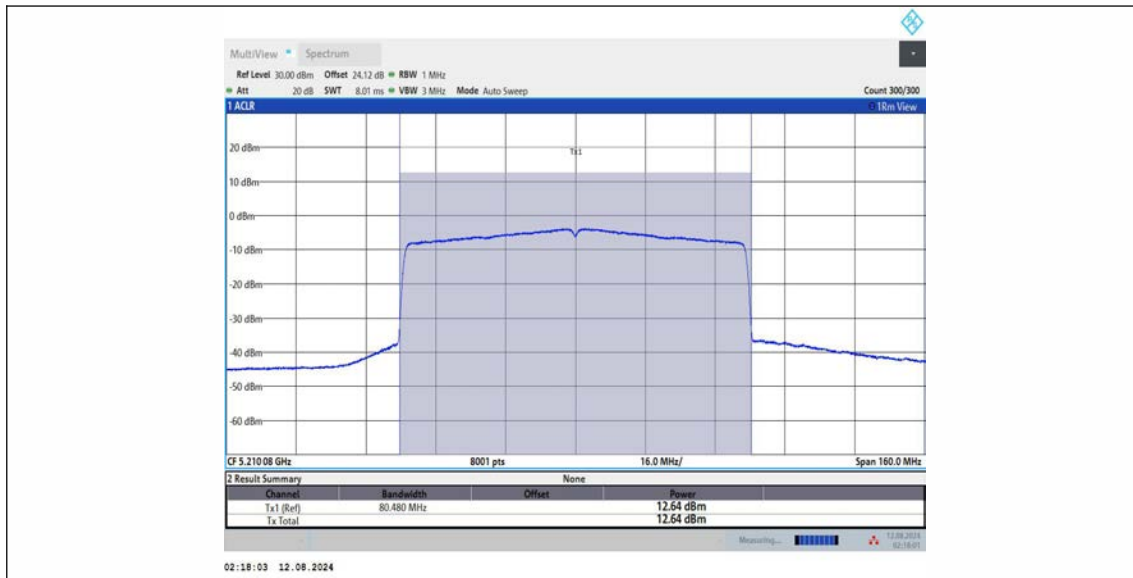 MultiView Spectrum
Ref Level 30.00 dBm Offset 24.12 dB RBW 1 MHz
Att 20 dB SWT 8.01 ms VBW 3 MHz Mode Auto Sweep Count 300/300
1 ACLR 1Rm View
Tx1
20 dBm
10 dBm
0 dBm
-10 dBm
-20 dBm
-30 dBm
-40 dBm
-50 dBm
-60 dBm
CF 5.21008 GHz 8001 pts 16.0 MHz/ Span 160.0 MHz
2 Result Summary None
Channel Bandwidth Offset Power
Tx1 (Ref) 80.480 MHz 12.64 dBm
Tx Total 12.64 dBm
Measuring... 12.08.2024
02:18:03 12.08.2024